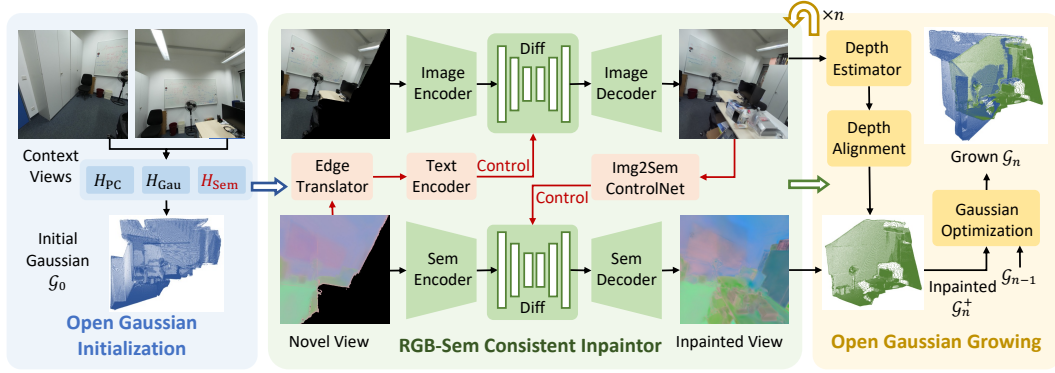 Context
Views
H_PC
H_Gau
H_Sem
Initial
Gaussian
𝒢_0
Open Gaussian
Initialization
Diff
Image
Encoder
Image
Decoder
Edge
Translator
Text
Encoder
Control
Img2Sem
ControlNet
Control
Sem
Encoder
Diff
Sem
Decoder
Novel View
RGB-Sem Consistent Inpaintor
Inpainted View
×n
Depth
Estimator
Depth
Alignment
Grown 𝒢_n
Gaussian
Optimization
Inpainted
𝒢_n^+
𝒢_{n−1}
Open Gaussian Growing